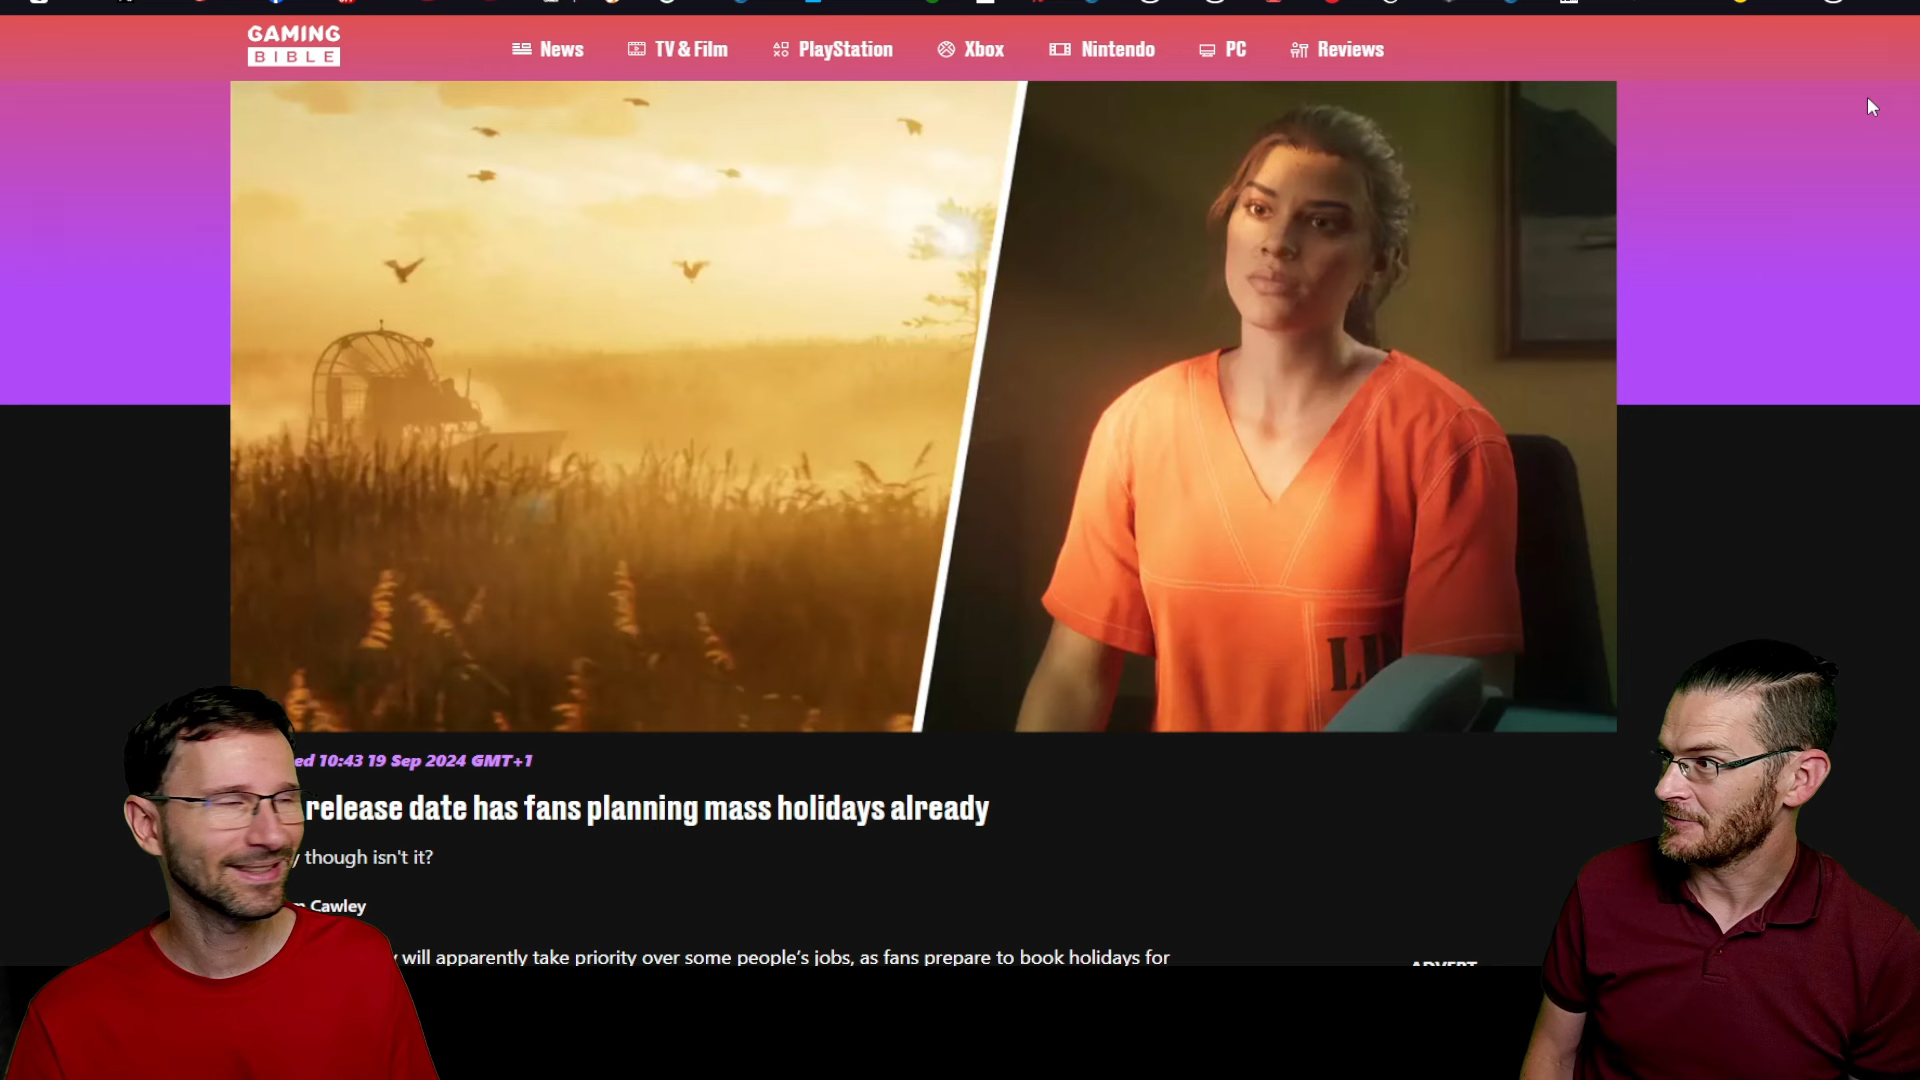 GAMING
BIBLE
News
TV & Film
PlayStation
Xbox
Nintendo
PC
Reviews
ed 10:43 19 Sep 2024 GMT+1
release date has fans planning mass holidays already
y though isn't it?
n Cawley
y will apparently take priority over some people's jobs, as fans prepare to book holidays for
ADVERT